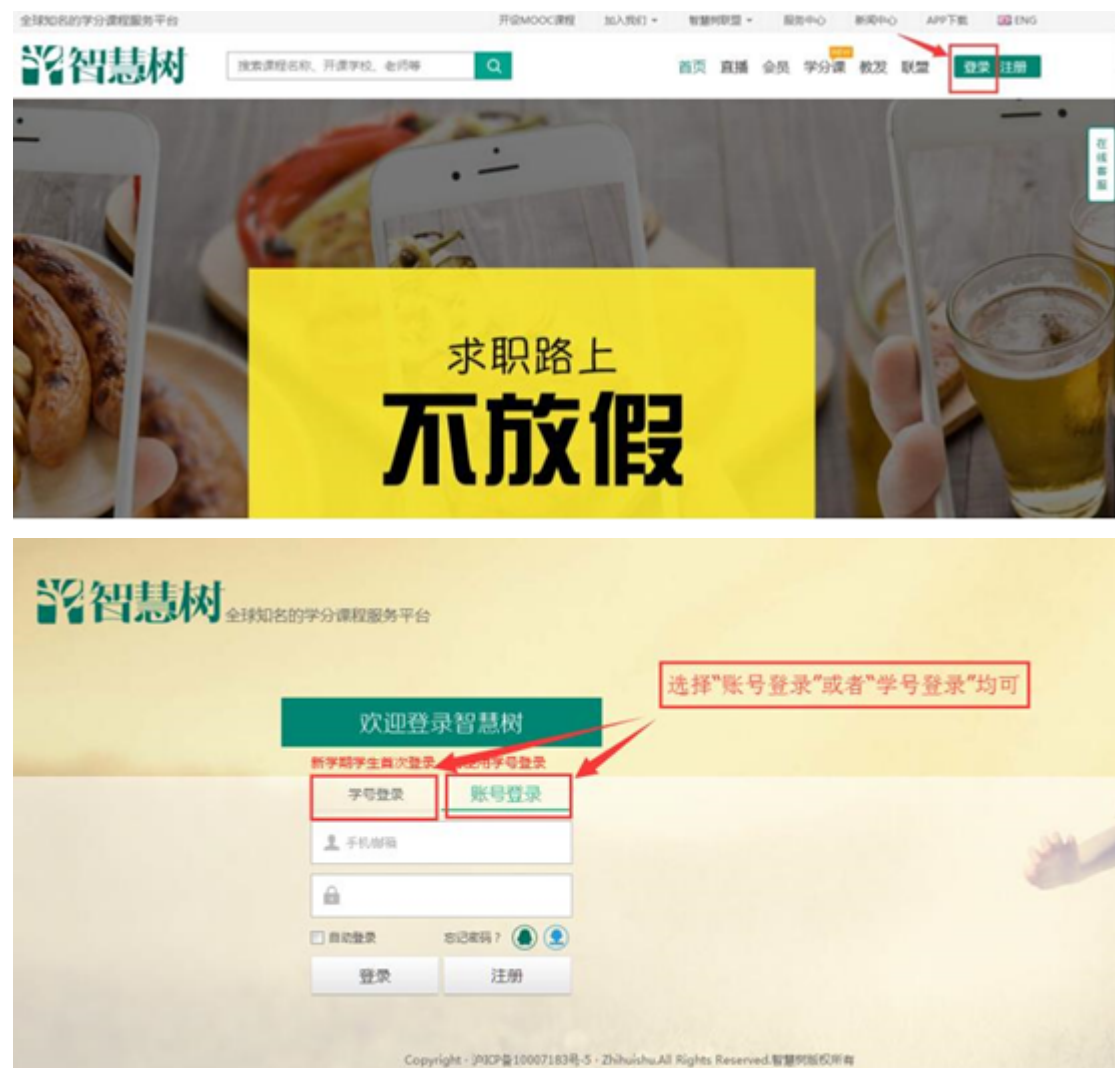 全球知名的学分课程服务平台 开设MOOC课程 加入我们 智慧树联盟 服务中心 新闻中心 APP下载 ENG
智慧树 搜索课程名称、开课学校、老师等 首页 直播 会员 学分课 NEW 教发 联盟 登录 注册
在线客服
求职路上
不放假
智慧树 全球知名的学分课程服务平台
选择“账号登录”或者“学号登录”均可
欢迎登录智慧树
新学期学生首次登录 使用学号登录
学号登录 账号登录
手机/邮箱
自动登录 忘记密码？
登录 注册
Copyright · 沪ICP备10007183号-5 · Zhihuishu.All Rights Reserved.智慧树版权所有